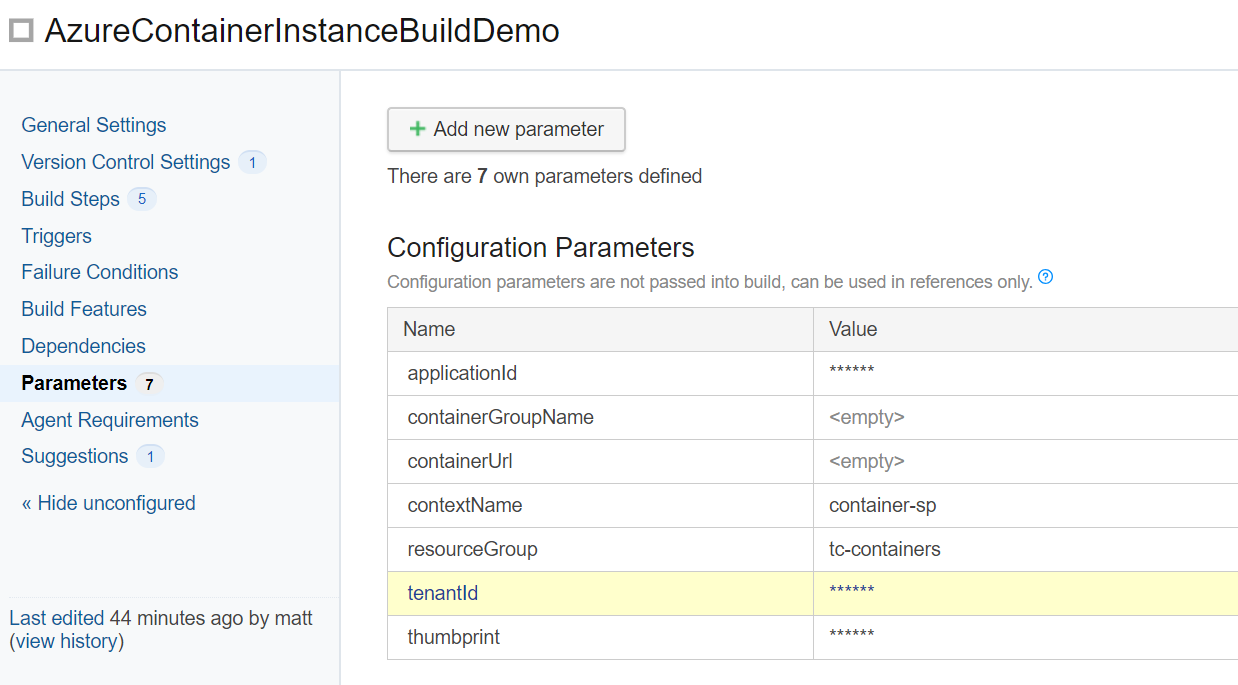 AzureContainerInstanceBuildDemo
General Settings
Version Control Settings 1
Build Steps 5
Triggers
Failure Conditions
Build Features
Dependencies
Parameters 7
Agent Requirements
Suggestions 1
« Hide unconfigured
Last edited 44 minutes ago by matt
(view history)
+ Add new parameter
There are 7 own parameters defined
Configuration Parameters
Configuration parameters are not passed into build, can be used in references only. ?
Name Value
applicationId ******
containerGroupName <empty>
containerUrl <empty>
contextName container-sp
resourceGroup tc-containers
tenantId ******
thumbprint ******